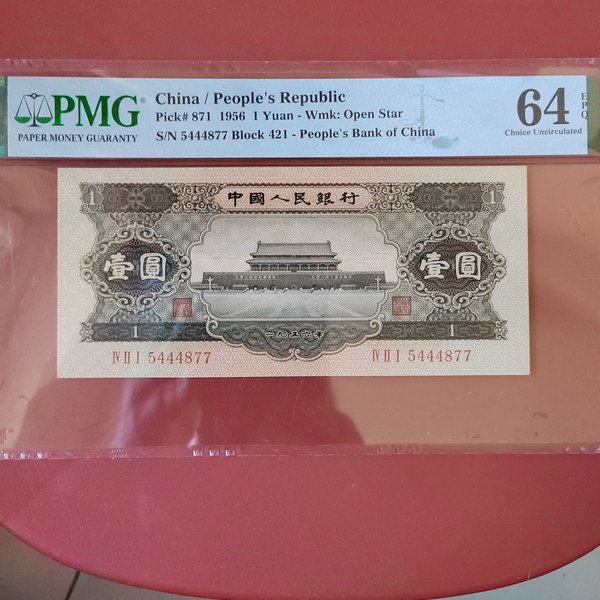 PMG
PAPER MONEY GUARANTY
China / People's Republic
Pick# 871 1956 1 Yuan - Wmk: Open Star
S/N 5444877 Block 421 - People's Bank of China
64
EPQ
Choice Uncirculated
中國人民銀行
1
1
壹圓
壹圓
一九五六年
1
1
IV II I 5444877
IV II I 5444877